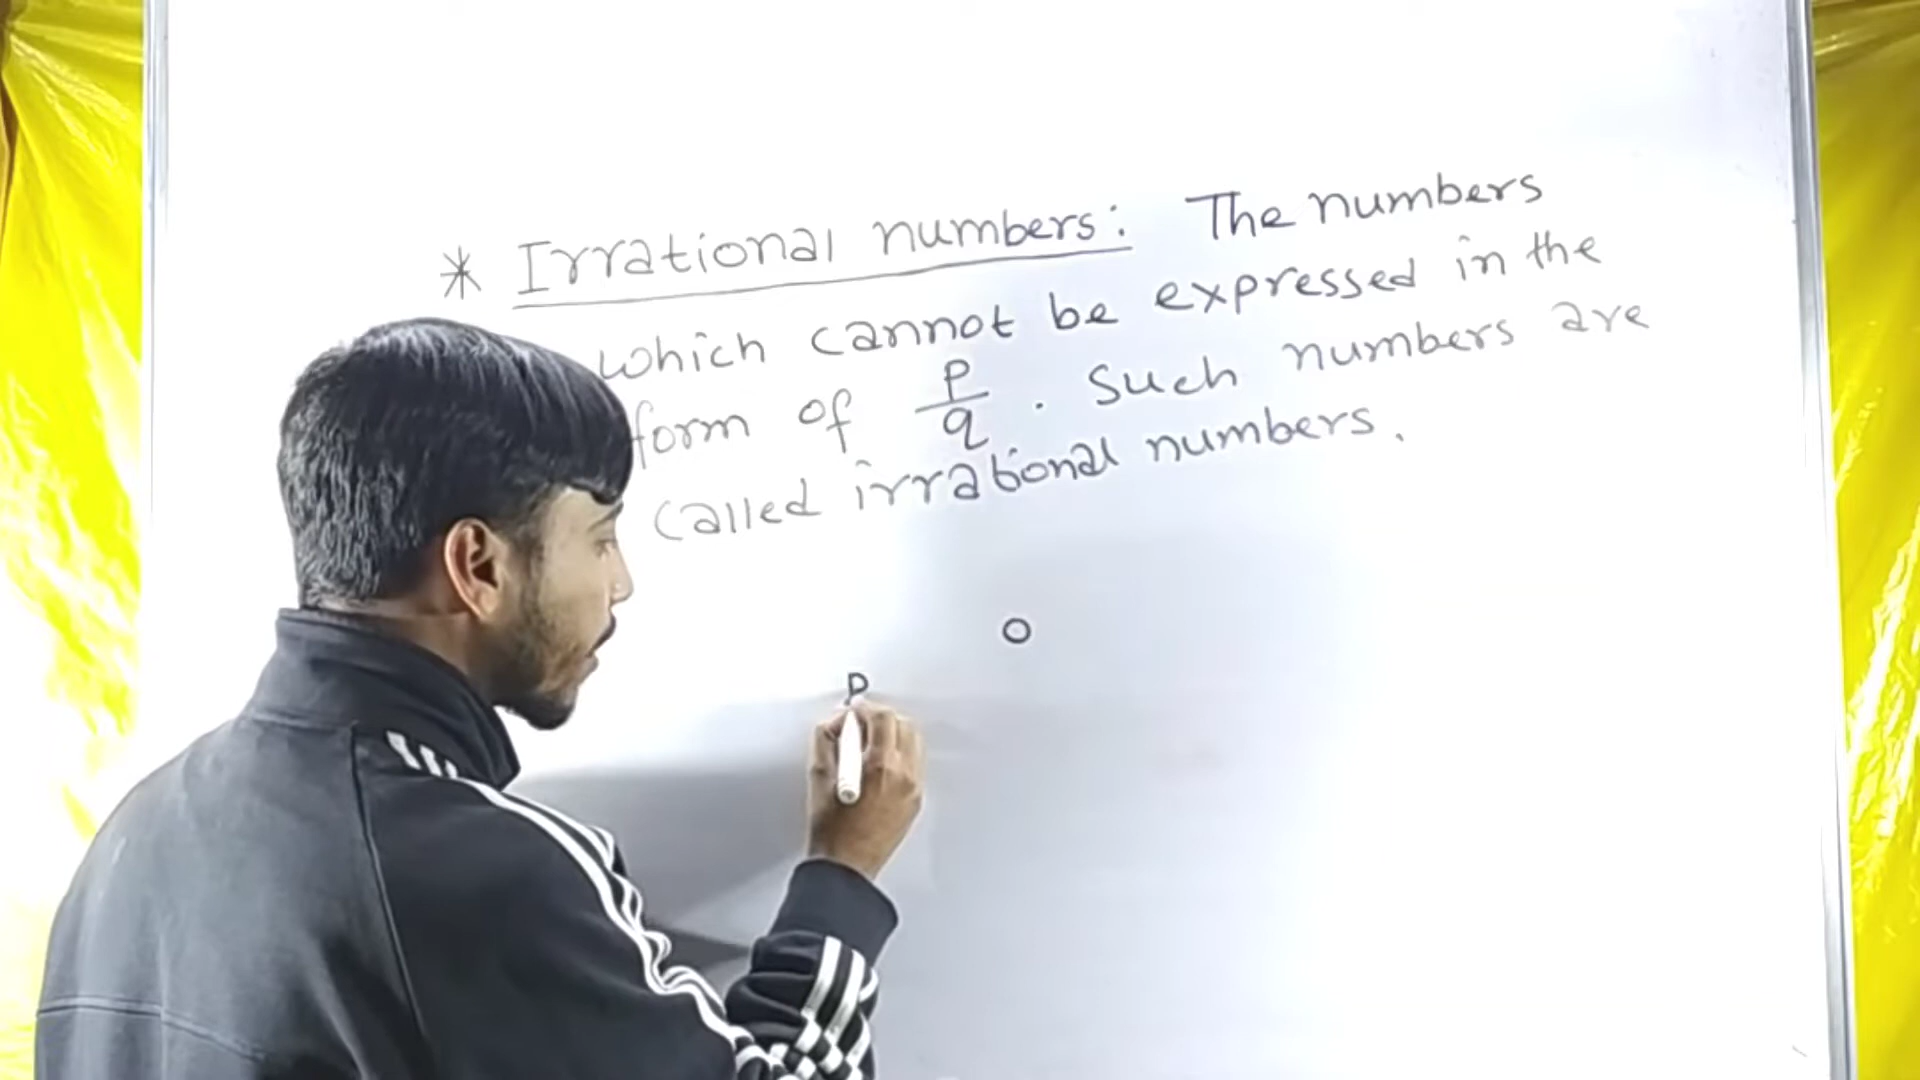 * Irrational numbers: The numbers
which cannot be expressed in the
form of p/q. Such numbers are
called irrational numbers.
O
P